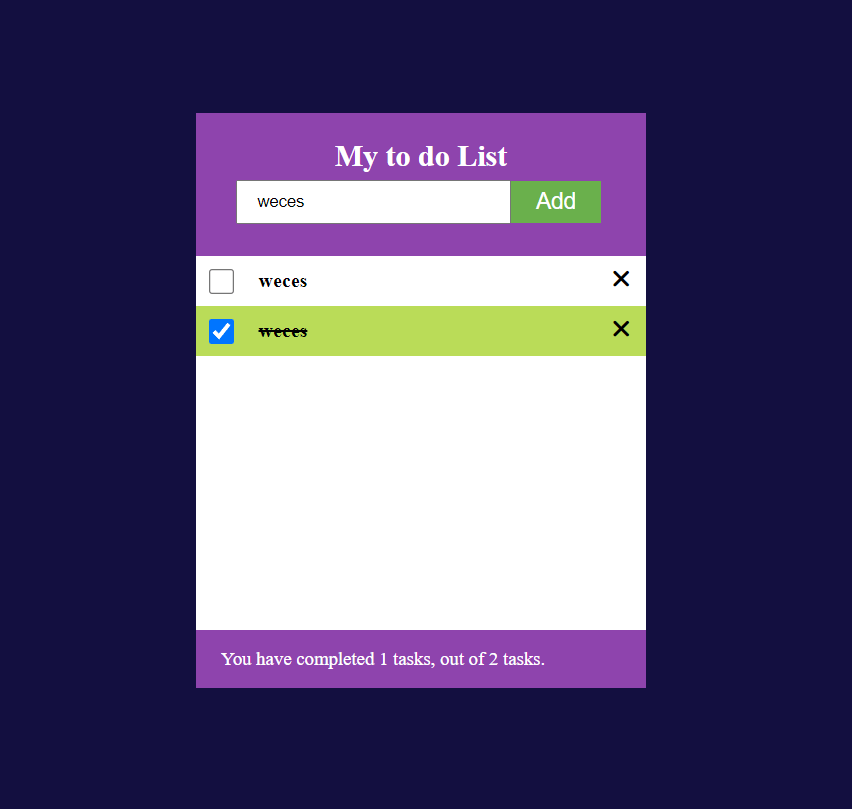 My to do List
weces Add
weces
weces
You have completed 1 tasks, out of 2 tasks.